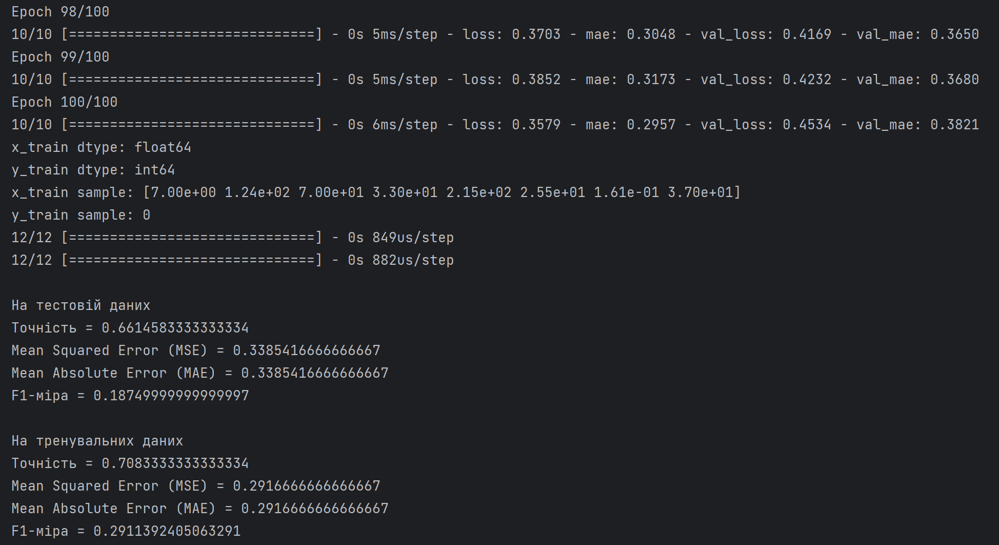 Epoch 98/100
10/10 [==============================] - 0s 5ms/step - loss: 0.3703 - mae: 0.3048 - val_loss: 0.4169 - val_mae: 0.3650
Epoch 99/100
10/10 [==============================] - 0s 5ms/step - loss: 0.3852 - mae: 0.3173 - val_loss: 0.4232 - val_mae: 0.3680
Epoch 100/100
10/10 [==============================] - 0s 6ms/step - loss: 0.3579 - mae: 0.2957 - val_loss: 0.4534 - val_mae: 0.3821
x_train dtype: float64
y_train dtype: int64
x_train sample: [7.00e+00 1.24e+02 7.00e+01 3.30e+01 2.15e+02 2.55e+01 1.61e-01 3.70e+01]
y_train sample: 0
12/12 [==============================] - 0s 849us/step
12/12 [==============================] - 0s 882us/step
На тестовій даних
Точність = 0.6614583333333334
Mean Squared Error (MSE) = 0.3385416666666667
Mean Absolute Error (MAE) = 0.3385416666666667
F1-міра = 0.18749999999999997
На тренувальних даних
Точність = 0.7083333333333334
Mean Squared Error (MSE) = 0.2916666666666667
Mean Absolute Error (MAE) = 0.2916666666666667
F1-міра = 0.2911392405063291